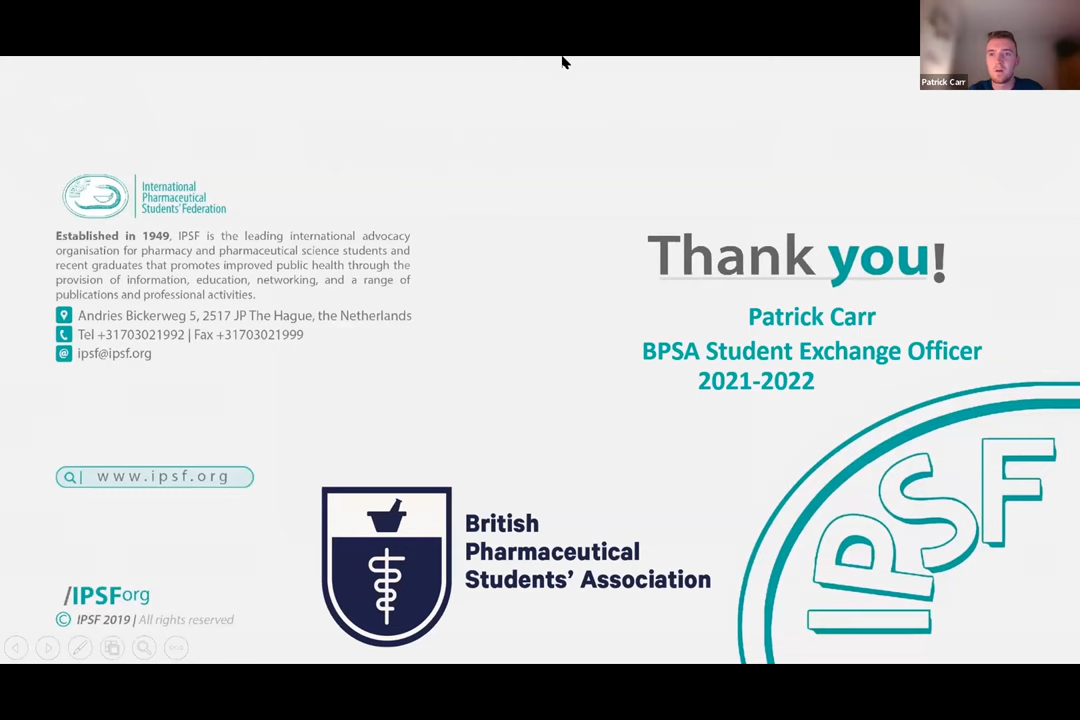 Patrick Carr
International
Pharmaceutical
Students' Federation
Established in 1949, IPSF is the leading international advocacy
organisation for pharmacy and pharmaceutical science students and
recent graduates that promotes improved public health through the
provision of information, education, networking, and a range of
publications and professional activities.
Andries Bickerweg 5, 2517 JP The Hague, the Netherlands
Tel +31703021992 | Fax +31703021999
@ ipsf@ipsf.org
www.ipsf.org
/IPSForg
© IPSF 2019 | All rights reserved
Thank you!
Patrick Carr
BPSA Student Exchange Officer
2021-2022
British
Pharmaceutical
Students' Association
IPSF